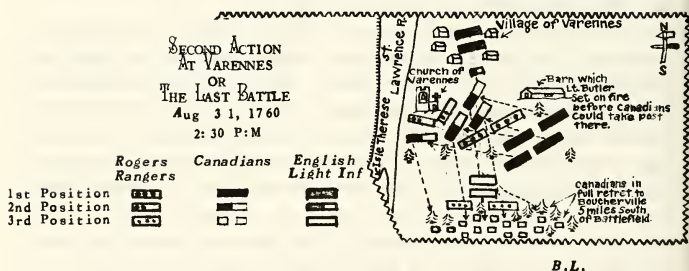 SECOND ACTION
AT VARENNES
OR
THE LAST BATTLE
Aug 31, 1760
2:30 P:M
Rogers Rangers
Canadians
English Light Inf
1st Position
2nd Position
3rd Position
Isle Therese
St. Lawrence R.
Village of Varennes
Church of
Varennes
Barn which
Lt. Butler
Set on fire
before Canadians
could take post
there.
N
S
Canadians in
full retret to
Boucherville
5 miles South
of Battlefield.
B.L.